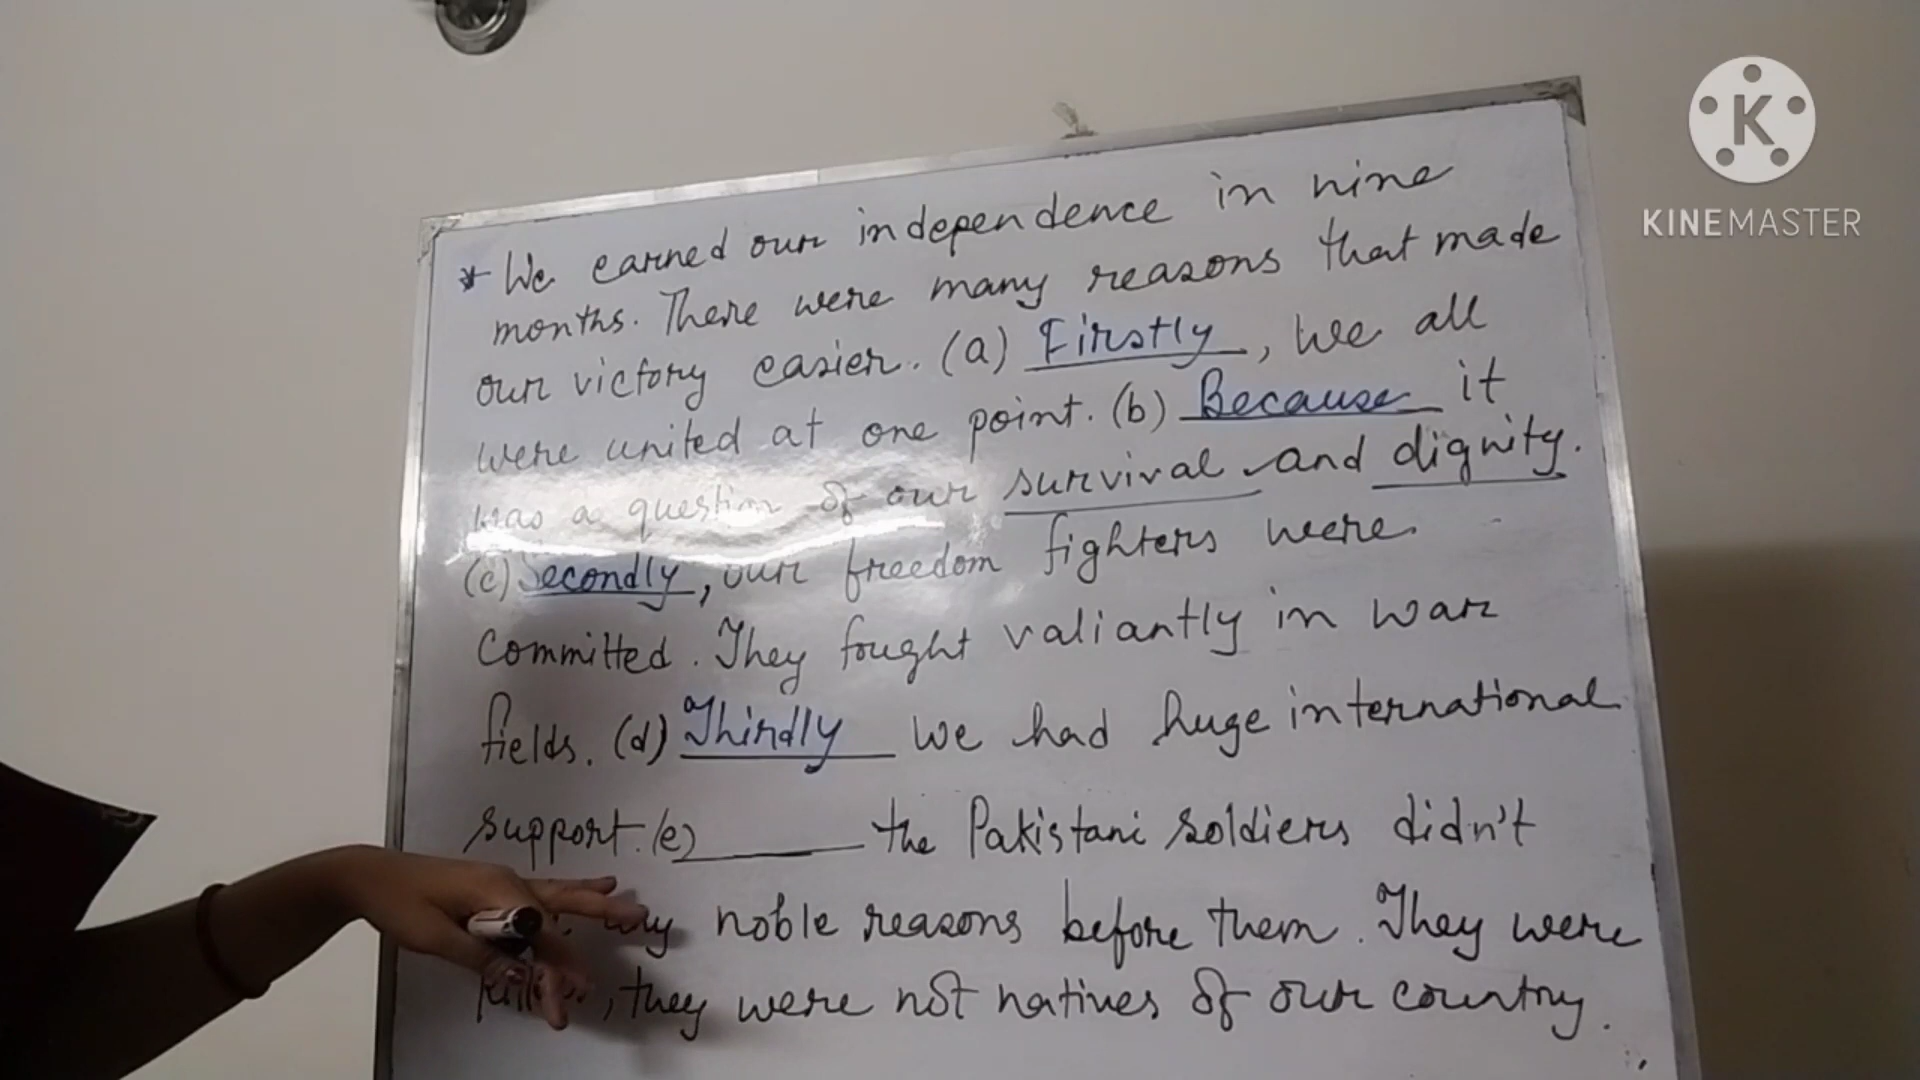 K
KINEMASTER
* We earned our independence in nine
months. There were many reasons that made
our victory easier. (a) Firstly, We all
were united at one point. (b) Because it
was a question of our survival and dignity.
(c) Secondly, our freedom fighters were
Committed. They fought valiantly in war
fields. (d) Thirdly We had huge international
support. (e) ______ the Pakistani soldiers didn't
noble reasons before them. They were
, they were not natives of our country.